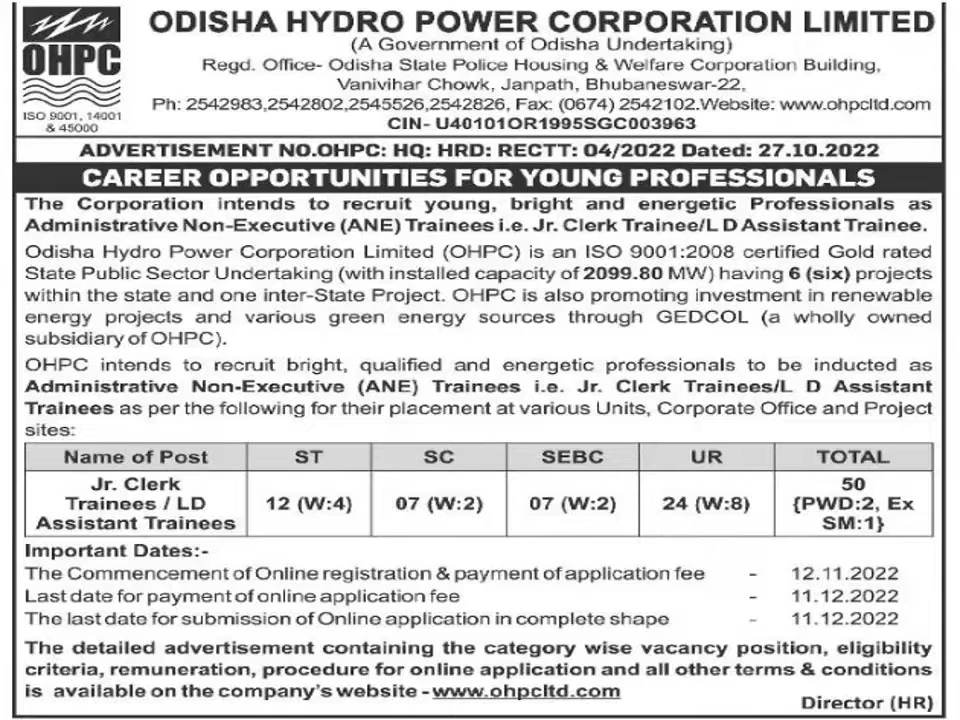 OHPC
ISO 9001, 14001
& 45000
ODISHA HYDRO POWER CORPORATION LIMITED
(A Government of Odisha Undertaking)
Regd. Office- Odisha State Police Housing & Welfare Corporation Building,
Vanivihar Chowk, Janpath, Bhubaneswar-22,
Ph: 2542983,2542802,2545526,2542826, Fax: (0674) 2542102.Website: www.ohpcltd.com
CIN- U40101OR1995SGC003963
ADVERTISEMENT NO.OHPC: HQ: HRD: RECTT: 04/2022 Dated: 27.10.2022
CAREER OPPORTUNITIES FOR YOUNG PROFESSIONALS
The Corporation intends to recruit young, bright and energetic Professionals as
Administrative Non-Executive (ANE) Trainees i.e. Jr. Clerk Trainee/L D Assistant Trainee.
Odisha Hydro Power Corporation Limited (OHPC) is an ISO 9001:2008 certified Gold rated
State Public Sector Undertaking (with installed capacity of 2099.80 MW) having 6 (six) projects
within the state and one inter-State Project. OHPC is also promoting investment in renewable
energy projects and various green energy sources through GEDCOL (a wholly owned
subsidiary of OHPC).
OHPC intends to recruit bright, qualified and energetic professionals to be inducted as
Administrative Non-Executive (ANE) Trainees i.e. Jr. Clerk Trainees/L D Assistant
Trainees as per the following for their placement at various Units, Corporate Office and Project
sites:
Name of Post ST SC SEBC UR TOTAL
Jr. Clerk
Trainees / LD
Assistant Trainees
12 (W:4) 07 (W:2) 07 (W:2) 24 (W:8)
50
{PWD:2, Ex
SM:1}
Important Dates:-
The Commencement of Online registration & payment of application fee - 12.11.2022
Last date for payment of online application fee - 11.12.2022
The last date for submission of Online application in complete shape - 11.12.2022
The detailed advertisement containing the category wise vacancy position, eligibility
criteria, remuneration, procedure for online application and all other terms & conditions
is available on the company's website - www.ohpcltd.com
Director (HR)